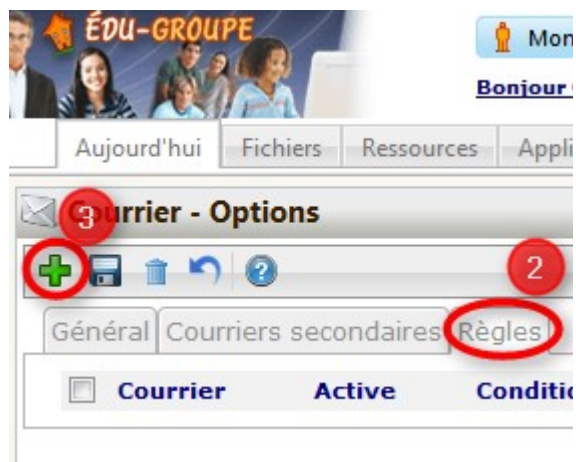 ÉDU-GROUPE
Mon
Bonjour
Aujourd'hui Fichiers Ressources Appli
3 Courrier - Options
2
Général Courriers secondaires Règles
Courrier Active Conditio